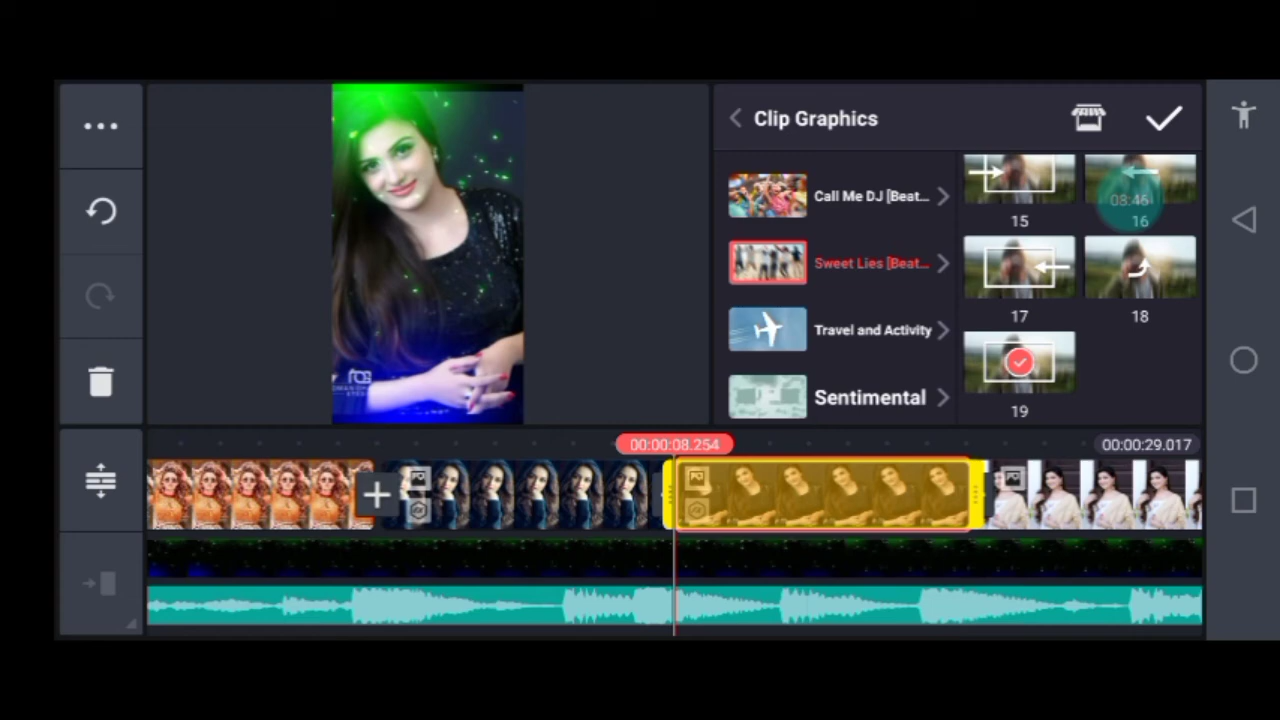 Clip Graphics
Call Me DJ [Beat...
Sweet Lies [Beat...
Travel and Activity
Sentimental
15
03:46
16
17
18
19
00:00:08.254
00:00:29.017